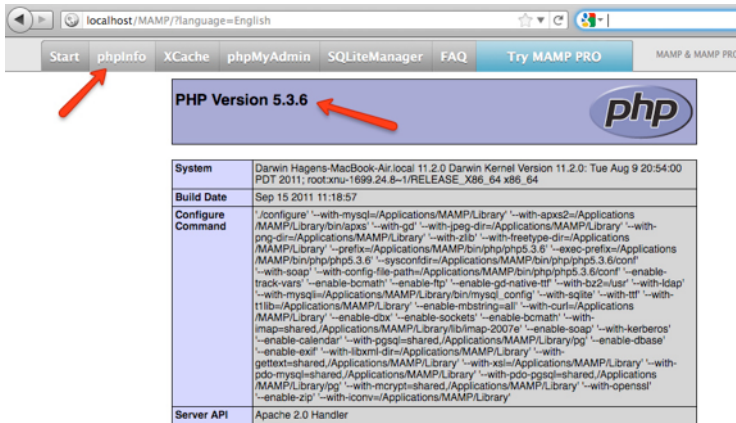 localhost/MAMP/?language=English
Start phpInfo XCache phpMyAdmin SQLiteManager FAQ Try MAMP PRO MAMP & MAMP PRO
PHP Version 5.3.6
php
System Darwin Hagens-MacBook-Air.local 11.2.0 Darwin Kernel Version 11.2.0: Tue Aug 9 20:54:00
PDT 2011; root:xnu-1699.24.8~1/RELEASE_X86_64 x86_64
Build Date Sep 15 2011 11:18:57
Configure './configure' '--with-mysql=/Applications/MAMP/Library' '--with-apxs2=/Applications
Command /MAMP/Library/bin/apxs' '--with-gd' '--with-jpeg-dir=/Applications/MAMP/Library' '--with-
png-dir=/Applications/MAMP/Library' '--with-zlib' '--with-freetype-dir=/Applications
/MAMP/Library' '--prefix=/Applications/MAMP/bin/php/php5.3.6' '--exec-prefix=/Applications
/MAMP/bin/php/php5.3.6' '--sysconfdir=/Applications/MAMP/bin/php/php5.3.6/conf'
'--with-soap' '--with-config-file-path=/Applications/MAMP/bin/php/php5.3.6/conf' '--enable-
track-vars' '--enable-bcmath' '--enable-ftp' '--enable-gd-native-ttf' '--with-bz2=/usr' '--with-ldap'
'--with-mysqli=/Applications/MAMP/Library/bin/mysql_config' '--with-sqlite' '--with-ttf' '--with-
t1lib=/Applications/MAMP/Library' '--enable-mbstring=all' '--with-curl=/Applications
/MAMP/Library' '--enable-dbx' '--enable-sockets' '--enable-bcmath' '--with-
imap=shared,/Applications/MAMP/Library/lib/imap-2007e' '--enable-soap' '--with-kerberos'
'--enable-calendar' '--with-pgsql=shared,/Applications/MAMP/Library/pg' '--enable-dbase'
'--enable-exif' '--with-libxml-dir=/Applications/MAMP/Library' '--with-
gettext=shared,/Applications/MAMP/Library' '--with-xsl=/Applications/MAMP/Library' '--with-
pdo-mysql=shared,/Applications/MAMP/Library' '--with-pdo-pgsql=shared,/Applications
/MAMP/Library/pg' '--with-mcrypt=shared,/Applications/MAMP/Library' '--with-openssl'
'--enable-zip' '--with-iconv=/Applications/MAMP/Library'
Server API Apache 2.0 Handler